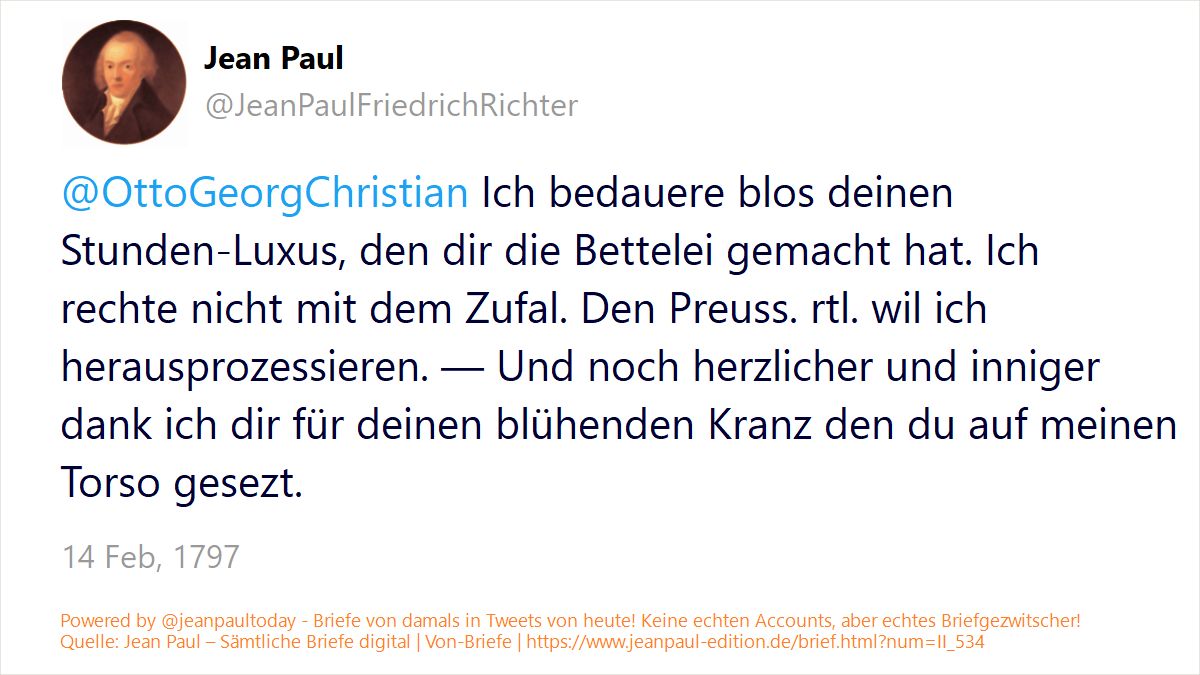 Jean Paul
@JeanPaulFriedrichRichter
@OttoGeorgChristian Ich bedauere blos deinen
Stunden-Luxus, den dir die Bettelei gemacht hat. Ich
rechte nicht mit dem Zufal. Den Preuss. rtl. wil ich
herausprozessieren. — Und noch herzlicher und inniger
dank ich dir für deinen blühenden Kranz den du auf meinen
Torso gesezt.
14 Feb, 1797
Powered by @jeanpaultoday - Briefe von damals in Tweets von heute! Keine echten Accounts, aber echtes Briefgezwitscher!
Quelle: Jean Paul – Sämtliche Briefe digital | Von-Briefe | https://www.jeanpaul-edition.de/brief.html?num=II_534